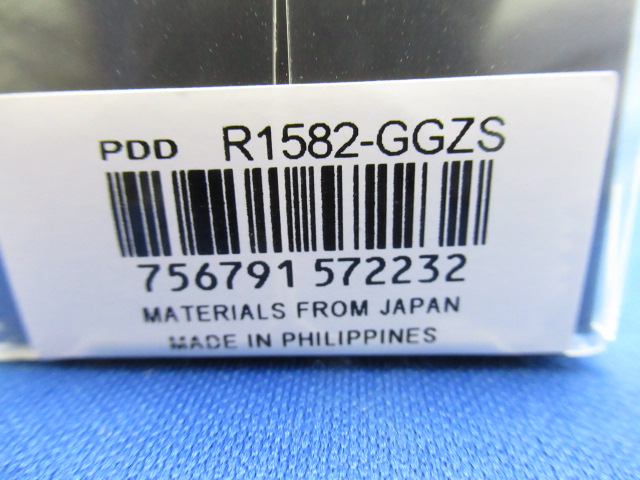 PDD R1582-GGZS
756791 572232
MATERIALS FROM JAPAN
MADE IN PHILIPPINES